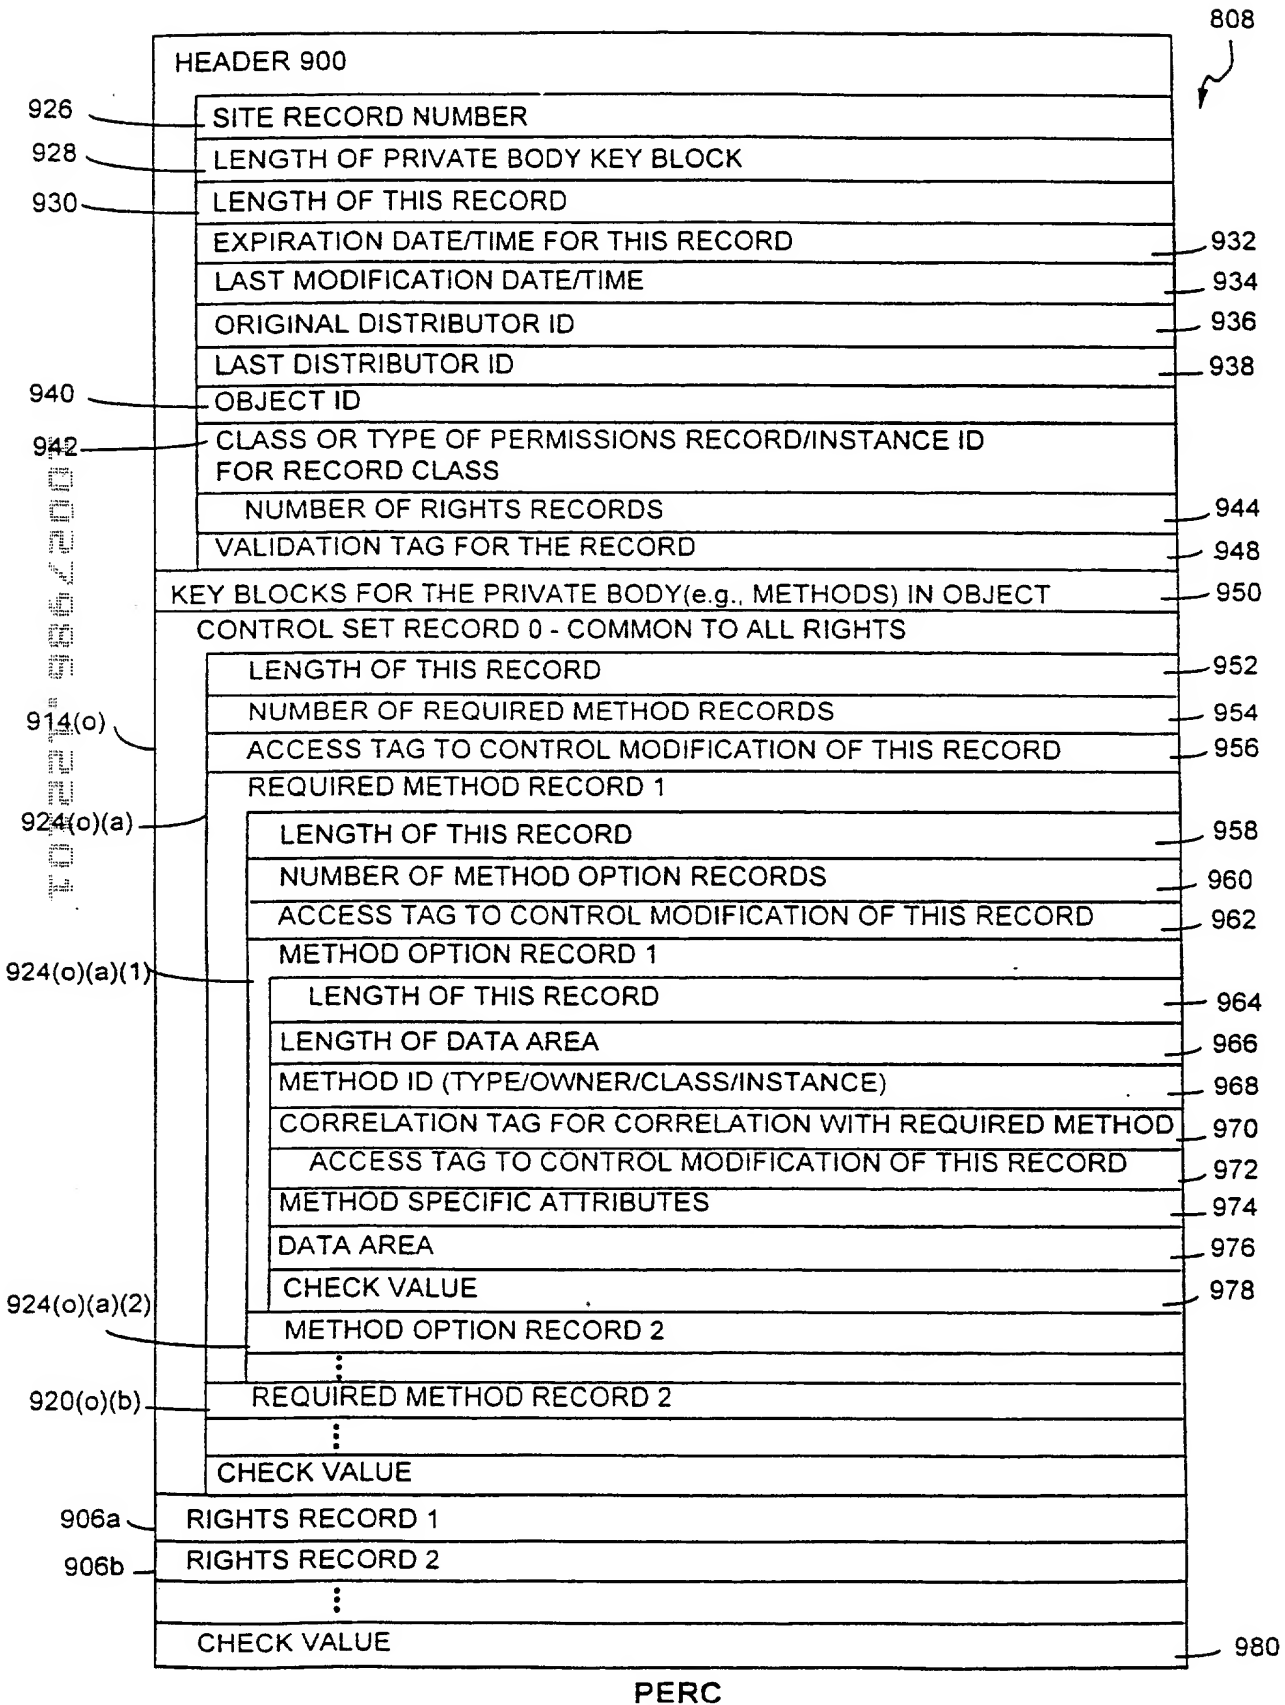 808
HEADER 900
926 SITE RECORD NUMBER
928 LENGTH OF PRIVATE BODY KEY BLOCK
930 LENGTH OF THIS RECORD
EXPIRATION DATE/TIME FOR THIS RECORD 932
LAST MODIFICATION DATE/TIME 934
ORIGINAL DISTRIBUTOR ID 936
LAST DISTRIBUTOR ID 938
940 OBJECT ID
942 CLASS OR TYPE OF PERMISSIONS RECORD/INSTANCE ID
FOR RECORD CLASS
NUMBER OF RIGHTS RECORDS 944
VALIDATION TAG FOR THE RECORD 948
KEY BLOCKS FOR THE PRIVATE BODY(e.g., METHODS) IN OBJECT 950
CONTROL SET RECORD 0 - COMMON TO ALL RIGHTS
LENGTH OF THIS RECORD 952
914(o) NUMBER OF REQUIRED METHOD RECORDS 954
ACCESS TAG TO CONTROL MODIFICATION OF THIS RECORD 956
REQUIRED METHOD RECORD 1
924(o)(a) LENGTH OF THIS RECORD 958
NUMBER OF METHOD OPTION RECORDS 960
ACCESS TAG TO CONTROL MODIFICATION OF THIS RECORD 962
METHOD OPTION RECORD 1
924(o)(a)(1) LENGTH OF THIS RECORD 964
LENGTH OF DATA AREA 966
METHOD ID (TYPE/OWNER/CLASS/INSTANCE) 968
CORRELATION TAG FOR CORRELATION WITH REQUIRED METHOD 970
ACCESS TAG TO CONTROL MODIFICATION OF THIS RECORD 972
METHOD SPECIFIC ATTRIBUTES 974
DATA AREA 976
CHECK VALUE 978
924(o)(a)(2) METHOD OPTION RECORD 2
920(o)(b) REQUIRED METHOD RECORD 2
CHECK VALUE
906a RIGHTS RECORD 1
906b RIGHTS RECORD 2
CHECK VALUE 980
PERC